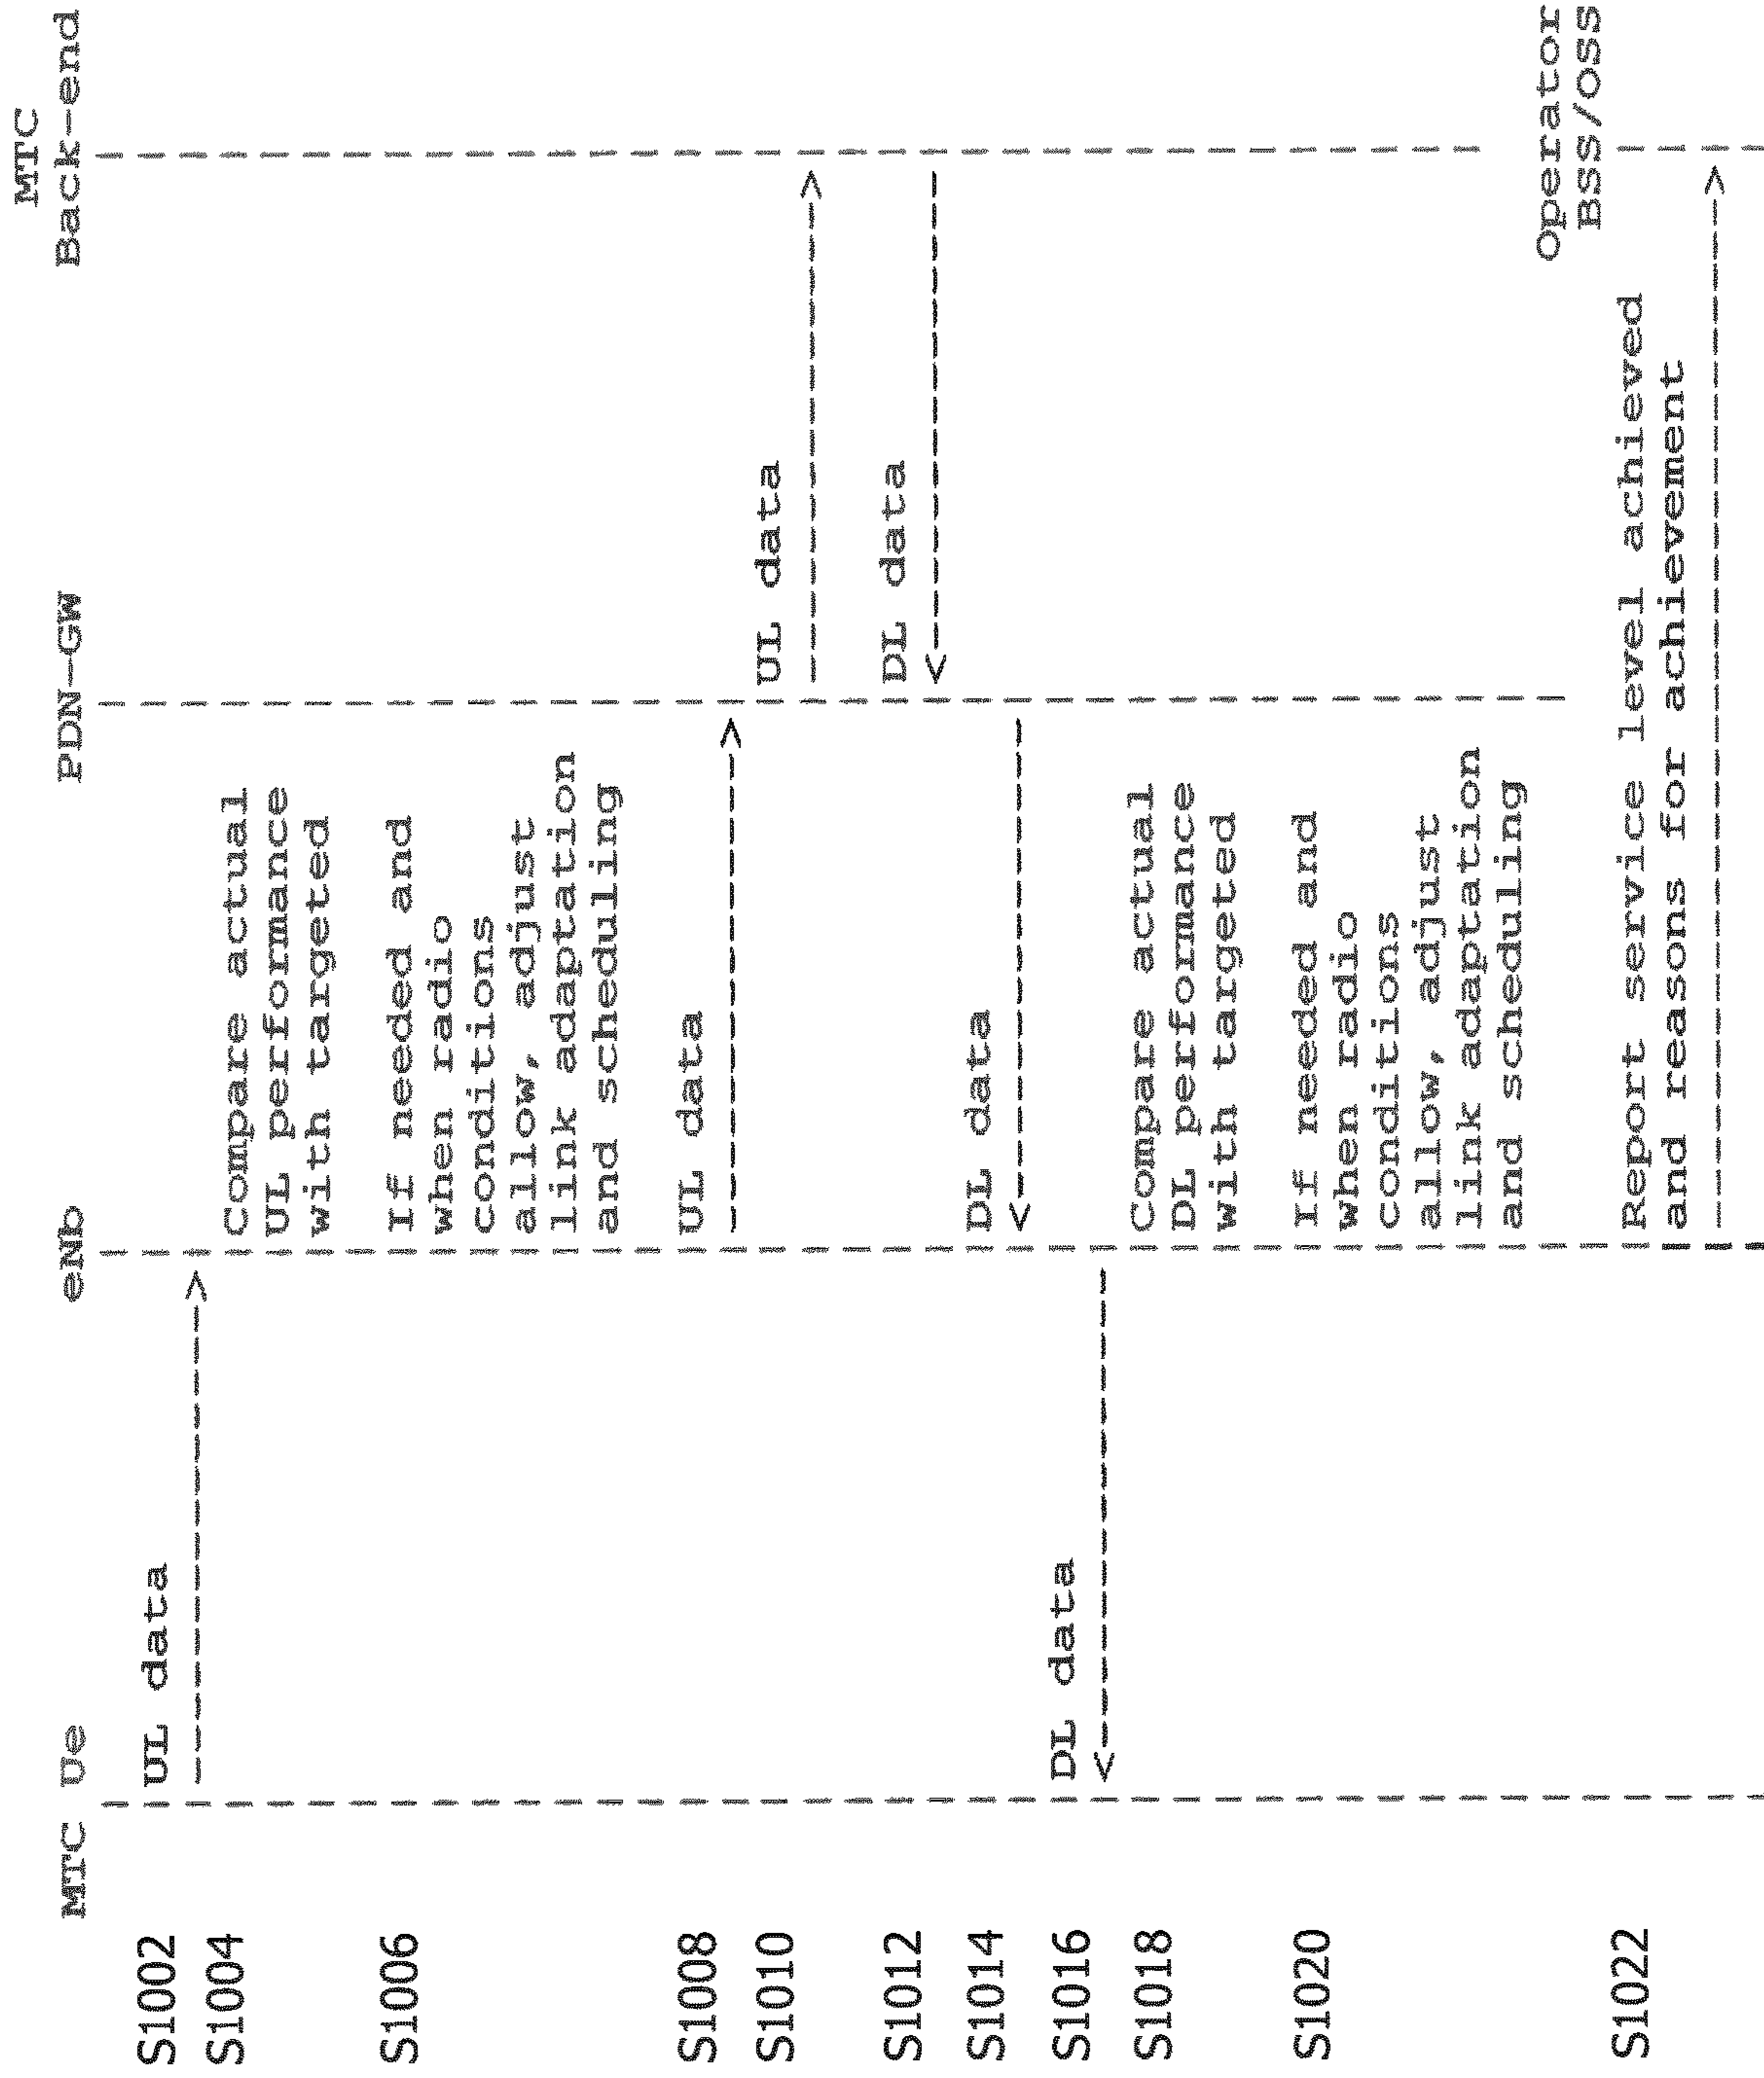 MTC
MTC Ue eNb PDN-GW Back-end
S1002 UL data
S1004 Compare actual
UL performance
with targeted
S1006 If needed and
when radio
conditions
allow, adjust
link adaptation
and scheduling
S1008 UL data
S1010 UL data
S1012 DL data
S1014 DL data
S1016 DL data
S1018 Compare actual
DL performance
with targeted
S1020 If needed and
when radio
conditions
allow, adjust
link adaptation
and scheduling
Operator
BSS/OSS
S1022 Report service level achieved
and reasons for achievement